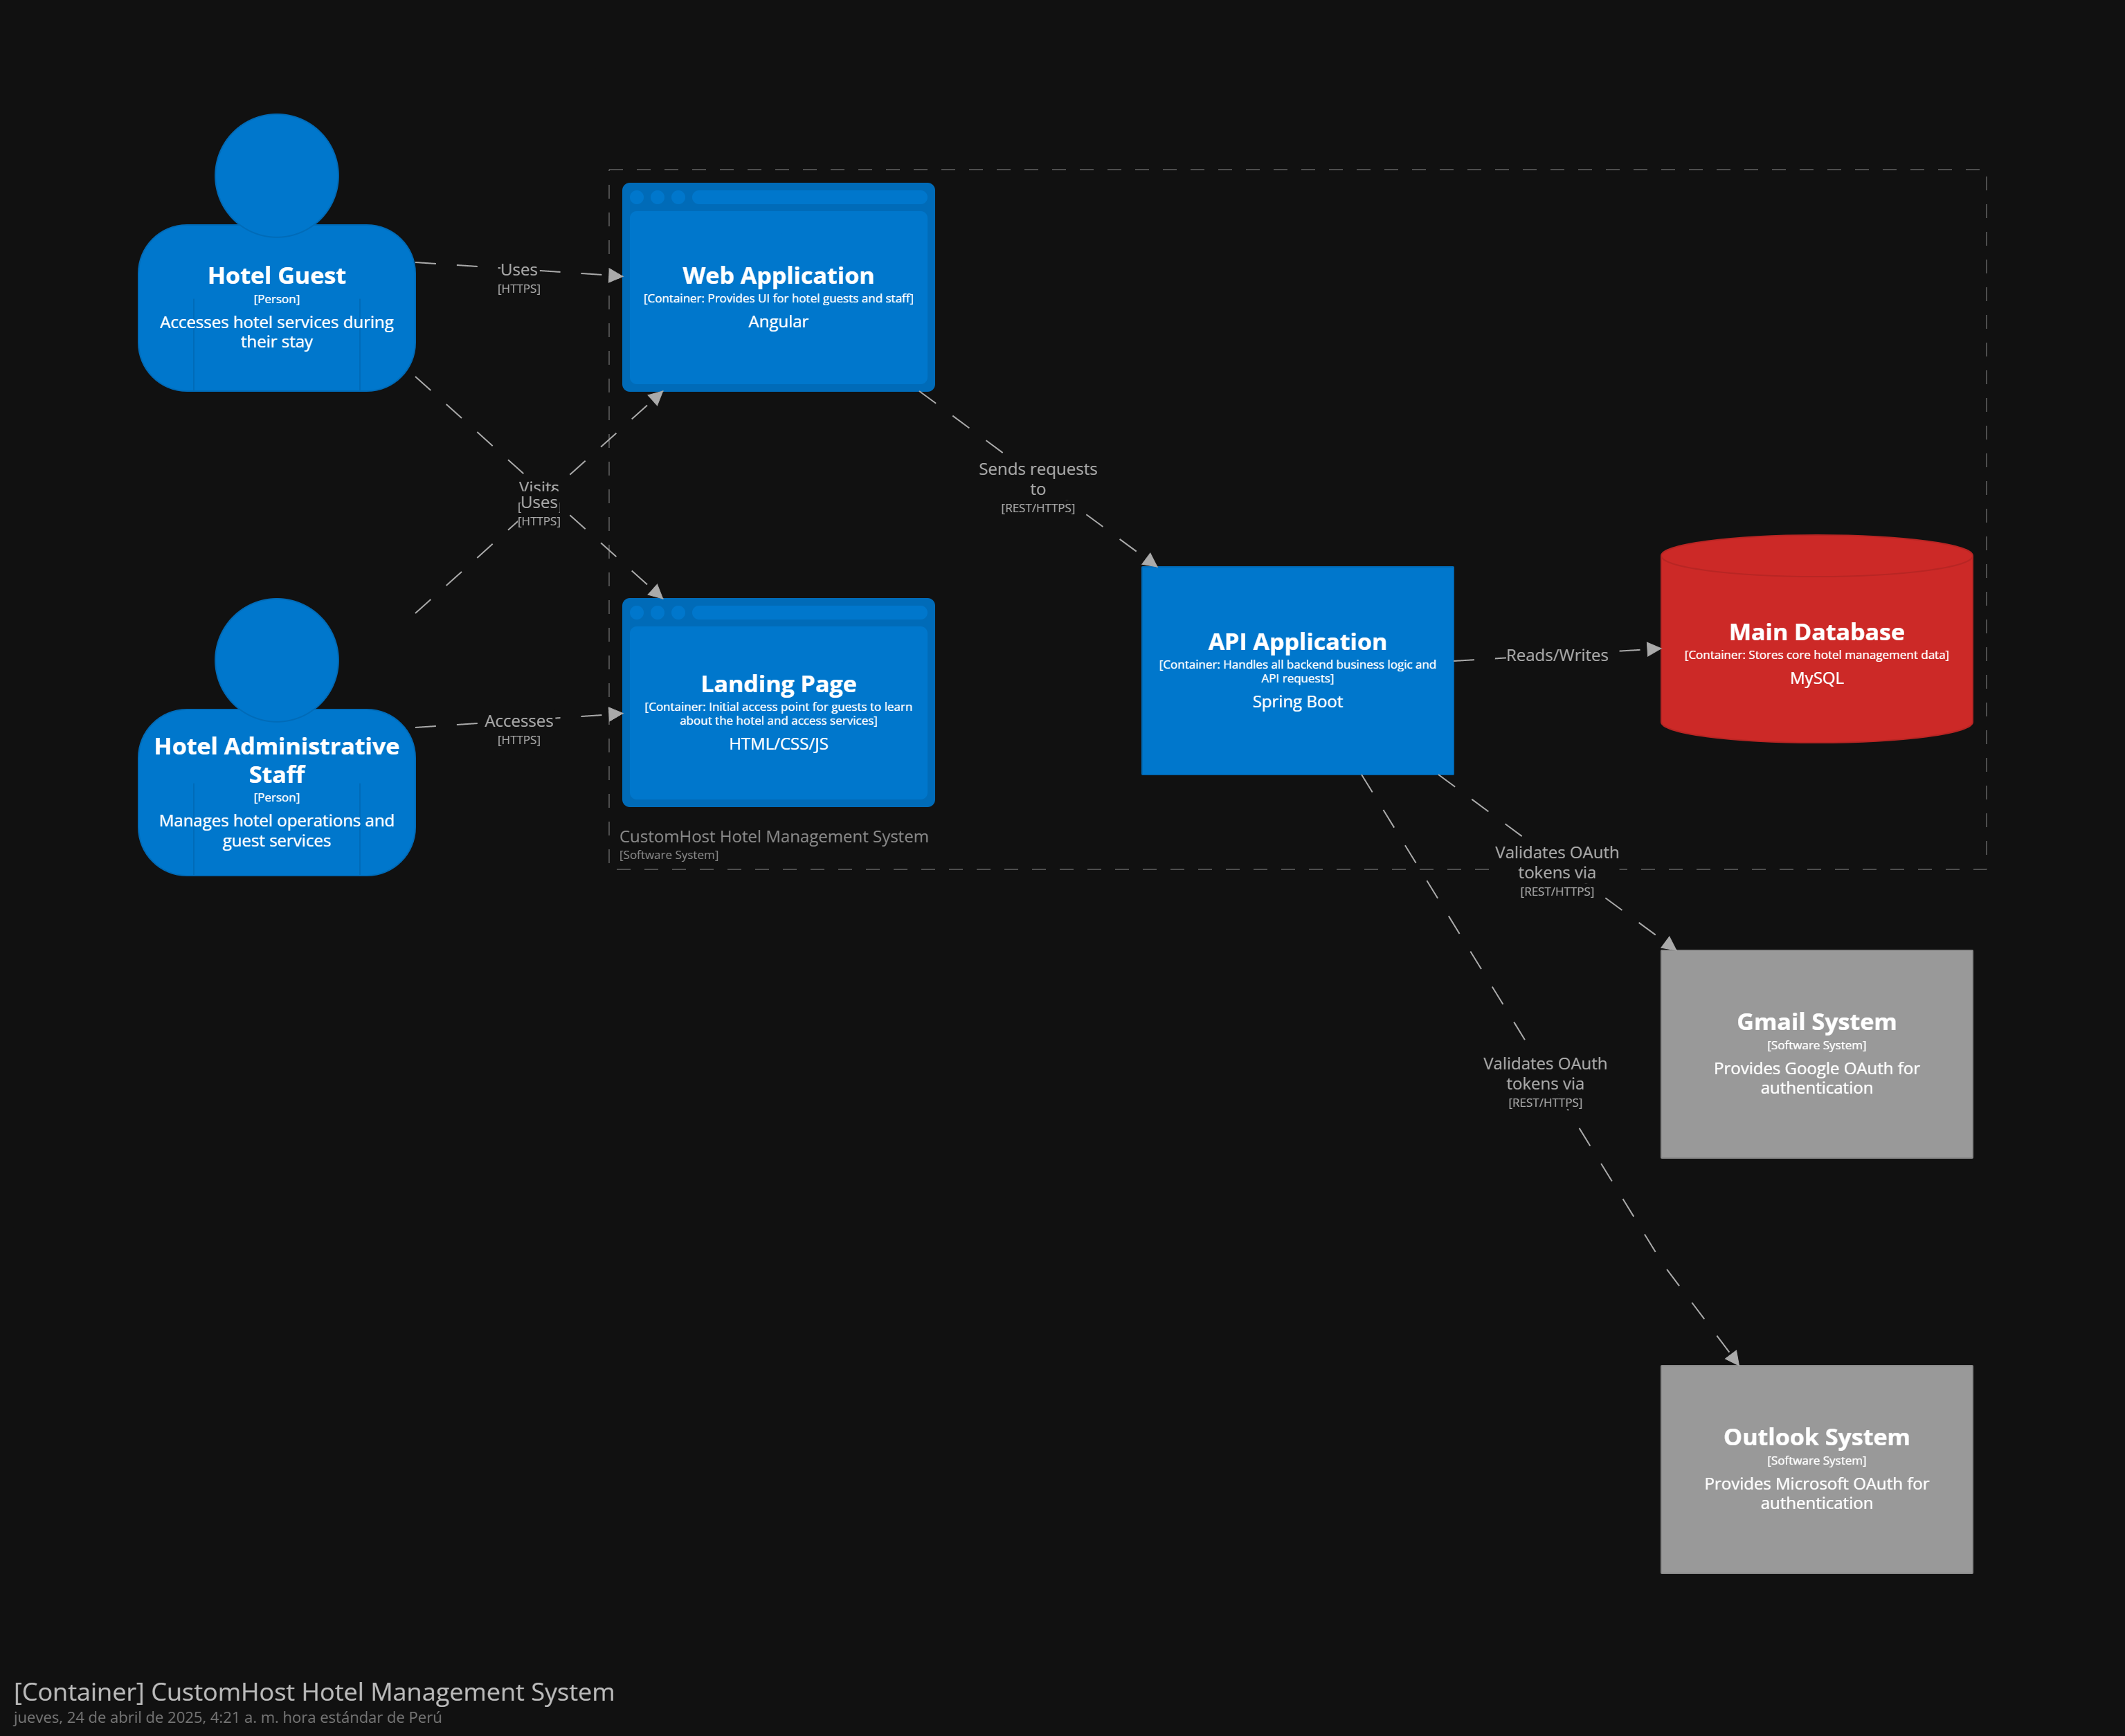 Hotel Guest
[Person]
Accesses hotel services during
their stay
Uses
[HTTPS]
Web Application
[Container: Provides UI for hotel guests and staff]
Angular
Visits
Uses
[HTTPS]
Sends requests
to
[REST/HTTPS]
Hotel Administrative
Staff
[Person]
Manages hotel operations and
guest services
Accesses
[HTTPS]
Landing Page
[Container: Initial access point for guests to learn
about the hotel and access services]
HTML/CSS/JS
API Application
[Container: Handles all backend business logic and
API requests]
Spring Boot
Reads/Writes
Main Database
[Container: Stores core hotel management data]
MySQL
CustomHost Hotel Management System
[Software System]
Validates OAuth
tokens via
[REST/HTTPS]
Gmail System
[Software System]
Provides Google OAuth for
authentication
Validates OAuth
tokens via
[REST/HTTPS]
Outlook System
[Software System]
Provides Microsoft OAuth for
authentication
[Container] CustomHost Hotel Management System
jueves, 24 de abril de 2025, 4:21 a. m. hora estándar de Perú